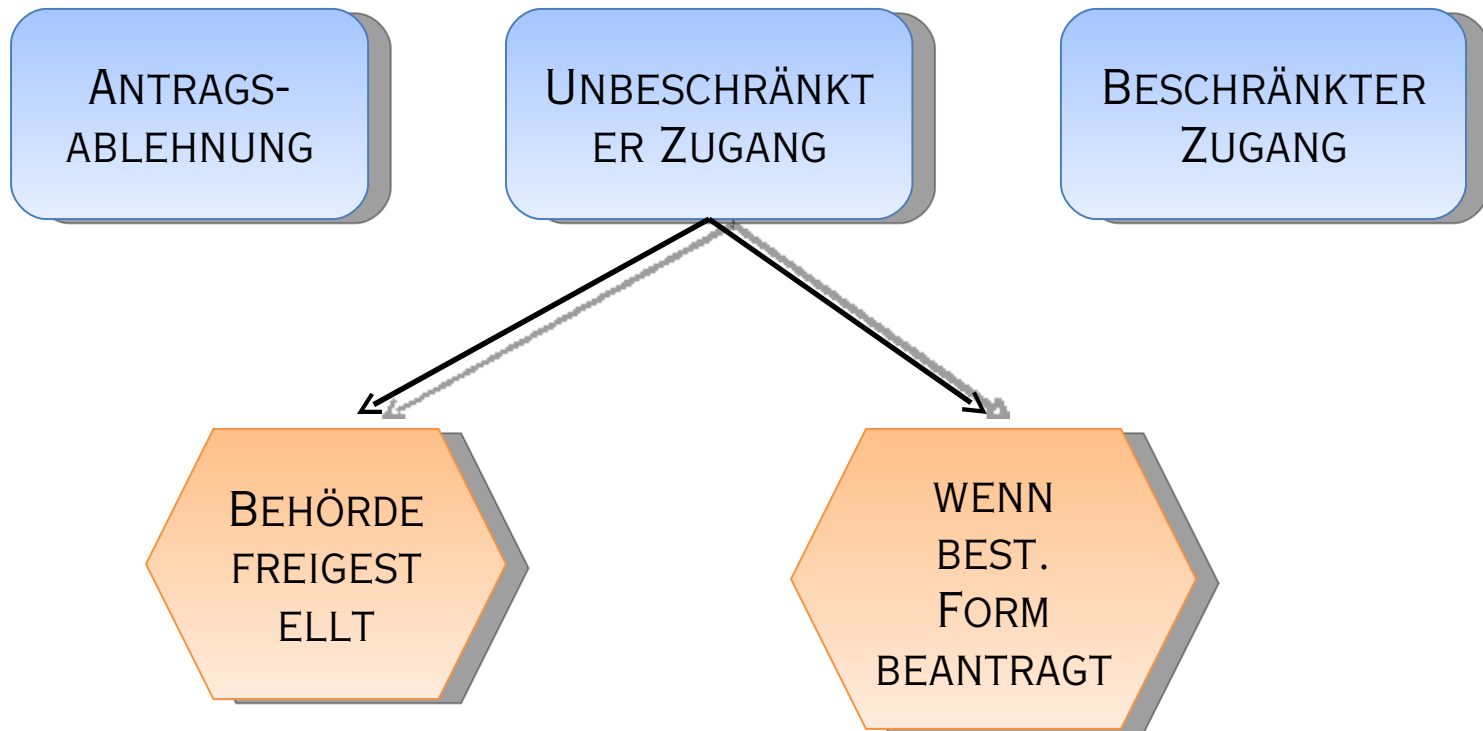 ANTRAGS-
ABLEHNUNG
UNBESCHRÄNKT
ER ZUGANG
BESCHRÄNKTER
ZUGANG
BEHÖRDE
FREIGEST
ELLT
WENN
BEST.
FORM
BEANTRAGT